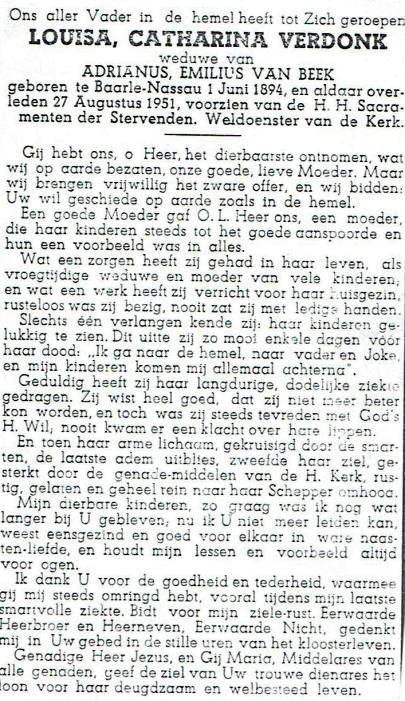 Ons aller Vader in de hemel heeft tot Zich geroepen
LOUISA, CATHARINA VERDONK
weduwe van
ADRIANUS, EMILIUS VAN BEEK
geboren te Baarle-Nassau 1 Juni 1894, en aldaar over-
leden 27 Augustus 1951, voorzien van de H. H. Sacra-
menten der Stervenden. Weldoenster van de Kerk.
Gij hebt ons, o Heer, het dierbaarste ontnomen, wat
wij op aarde bezaten, onze goede, lieve Moeder. Maar
wij brengen vrijwillig het zware offer, en wij bidden:
Uw wil geschiede op aarde zoals in de hemel.
Een goede Moeder gaf O. L. Heer ons, een moeder,
die haar kinderen steeds tot het goede aanspoorde en
hun een voorbeeld was in alles.
Wat een zorgen heeft zij gehad in haar leven, als
vroegtijdige weduwe en moeder van vele kinderen,
en wat een werk heeft zij verricht voor haar huisgezin,
rusteloos was zij bezig, nooit zat zij met ledige handen.
Slechts één verlangen kende zij: haar kinderen ge-
lukkig te zien. Dit uitte zij zo mooi enkele dagen vóór
haar dood: „Ik ga naar de hemel, naar vader en Joke,
en mijn kinderen komen mij allemaal achterna".
Geduldig heeft zij haar langdurige, dodelijke ziekte
gedragen. Zij wist heel goed, dat zij niet meer beter
kon worden, en toch was zij steeds tevreden met God's
H. Wil, nooit kwam er een klacht over hare lippen.
En toen haar arme lichaam, gekruisigd door de smar-
ten, de laatste adem uitblies, zweefde haar ziel, ge-
sterkt door de genade-middelen van de H. Kerk, rus-
tig, gelaten en geheel rein naar haar Schepper omhoog.
Mijn dierbare kinderen, zo graag was ik nog wat
langer bij U gebleven; nu ik U niet meer leiden kan,
weest eensgezind en goed voor elkaar in ware naas-
ten-liefde, en houdt mijn lessen en voorbeeld altijd
voor ogen.
Ik dank U voor de goedheid en tederheid, waarmee
gij mij steeds omringd hebt, vooral tijdens mijn laatste
smartvolle ziekte. Bidt voor mijn ziele-rust. Eerwaarde
Heerbroer en Heerneven, Eerwaarde Nicht, gedenkt
mij in Uw gebed in de stille uren van het kloosterleven.
Genadige Heer Jezus, en Gij Maria, Middelares van
alle genaden, geef de ziel van Uw trouwe dienares het
loon voor haar deugdzaam en welbesteed leven.